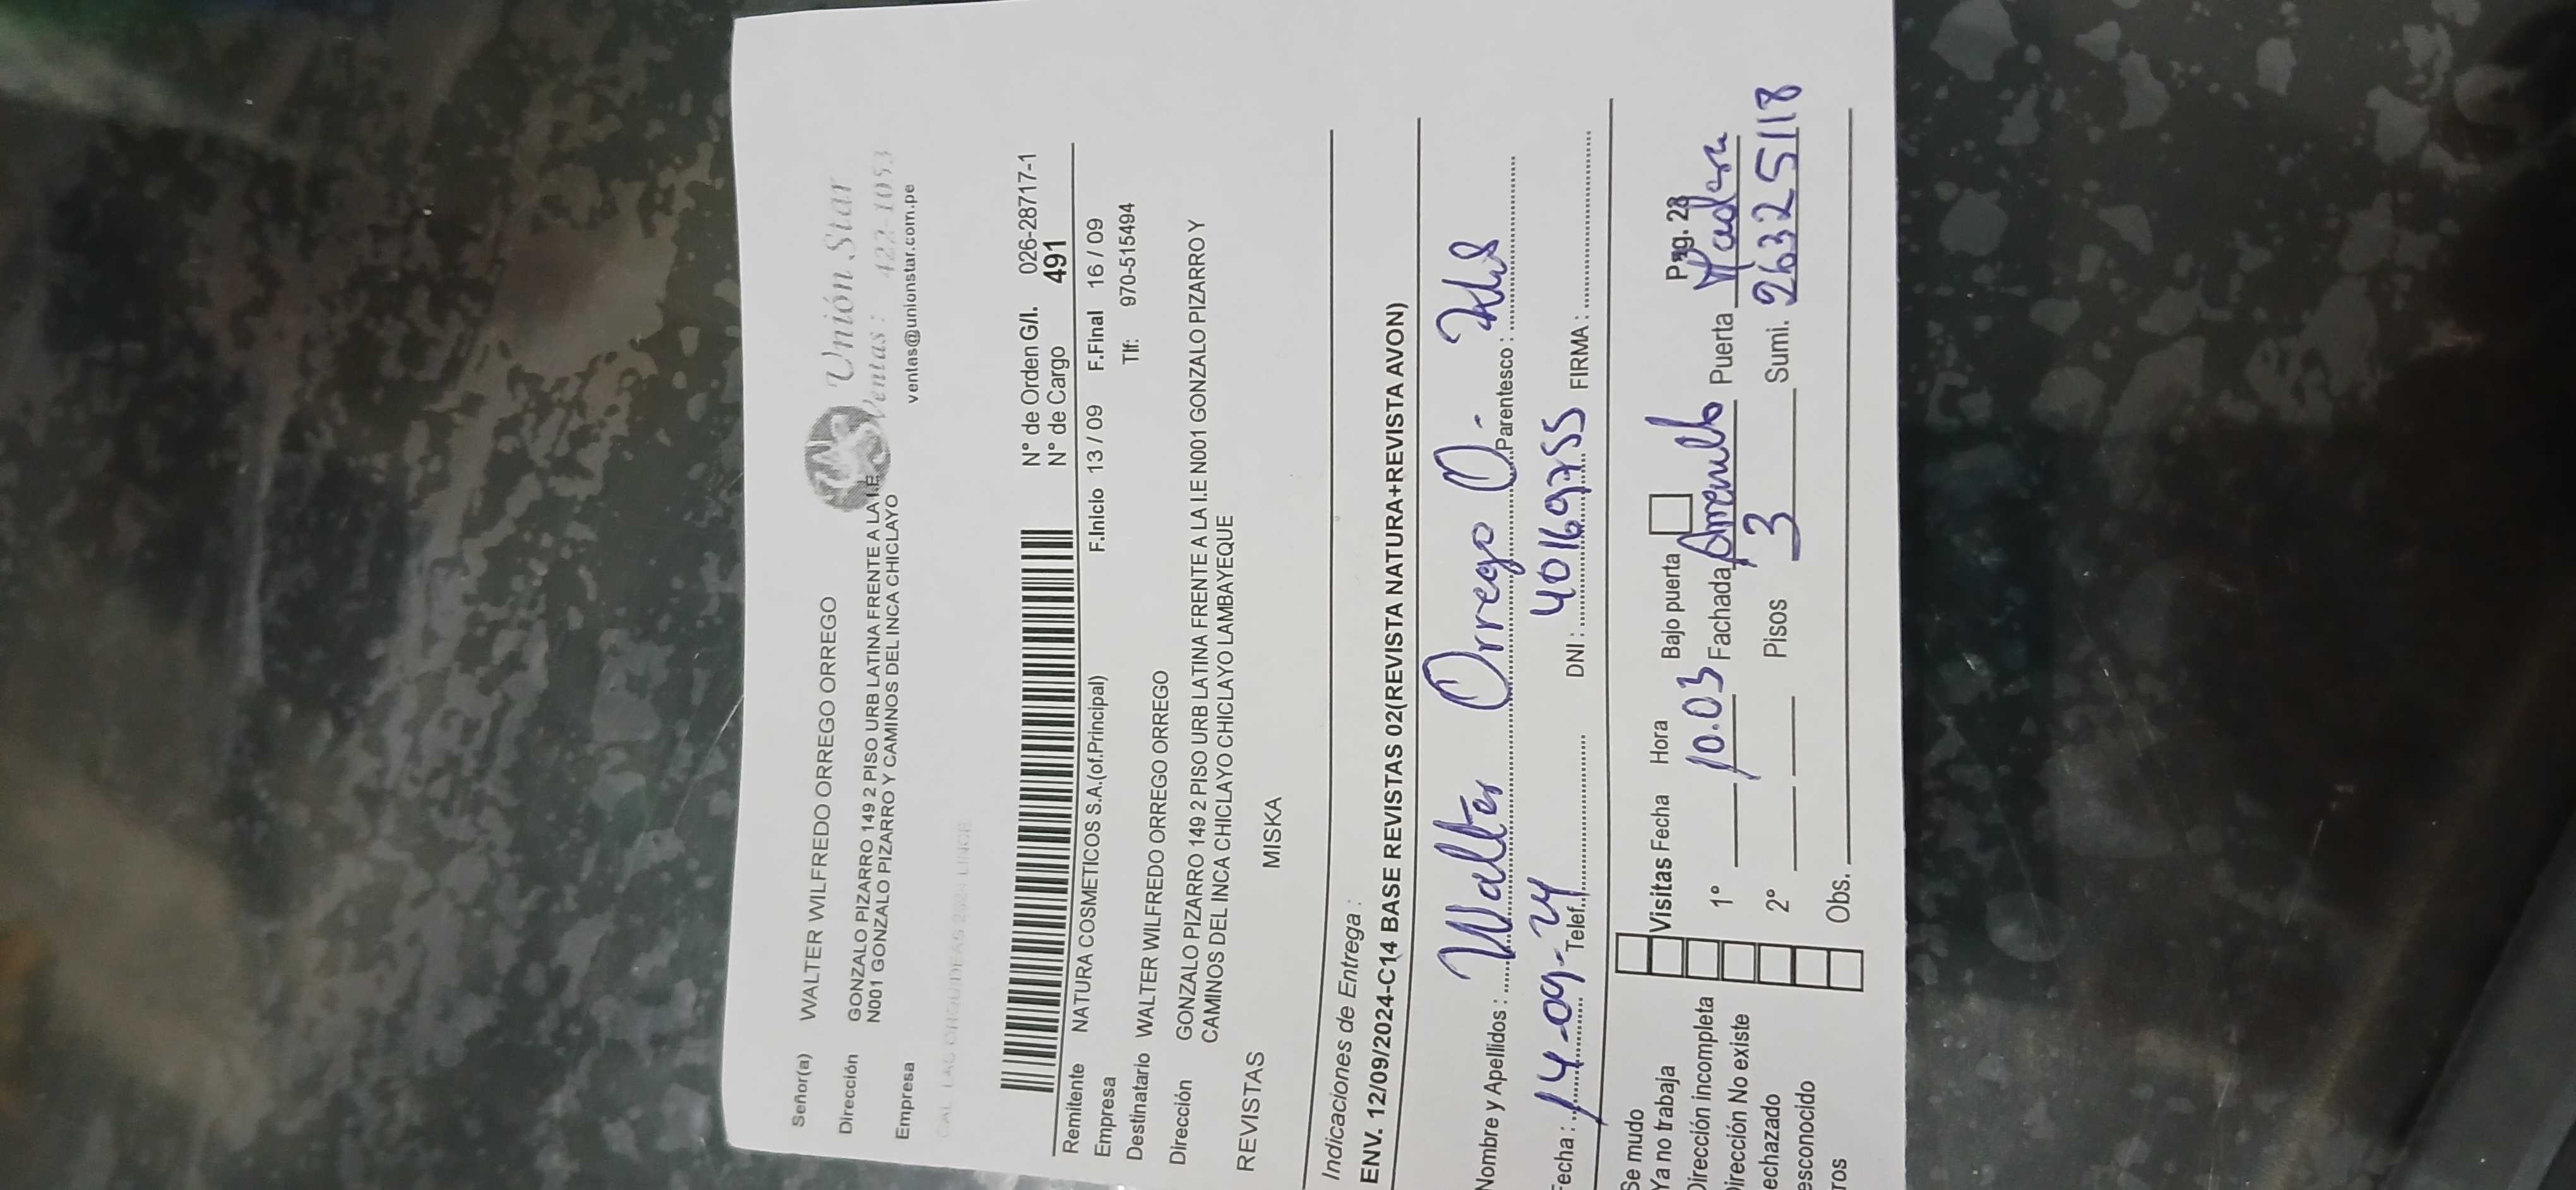 Señor(a) WALTER WILFREDO ORREGO ORREGO
Unión Star
Dirección GONZALO PIZARRO 149 2 PISO URB LATINA FRENTE A LA I.E
Ventas: 422-1053
N001 GONZALO PIZARRO Y CAMINOS DEL INCA CHICLAYO
Empresa
ventas@unionstar.com.pe
N° de Orden G/I. 026-28717-1
N° de Cargo 491
Remitente NATURA COSMETICOS S.A.(of.Principal)
Empresa F.Inicio 13 / 09 F.Final 16 / 09
Destinatario WALTER WILFREDO ORREGO ORREGO Tlf: 970-515494
Dirección GONZALO PIZARRO 149 2 PISO URB LATINA FRENTE A LA I.E N001 GONZALO PIZARRO Y
CAMINOS DEL INCA CHICLAYO CHICLAYO LAMBAYEQUE
REVISTAS MISKA
Indicaciones de Entrega :
ENV. 12/09/2024-C14 BASE REVISTAS 02(REVISTA NATURA+REVISTA AVON)
Nombre y Apellidos : Walter Orrego O. Parentesco :
Fecha : 14-09-24 Telef. DNI : 40169755 FIRMA :
Se mudo
Ya no trabaja Visitas Fecha Hora Bajo puerta Pag. 28
Dirección incompleta 1° 10.03 Fachada Amarillo Puerta Madera
Dirección No existe
echazado 2° Pisos 3 Sumi. 26325118
esconocido
ros Obs.